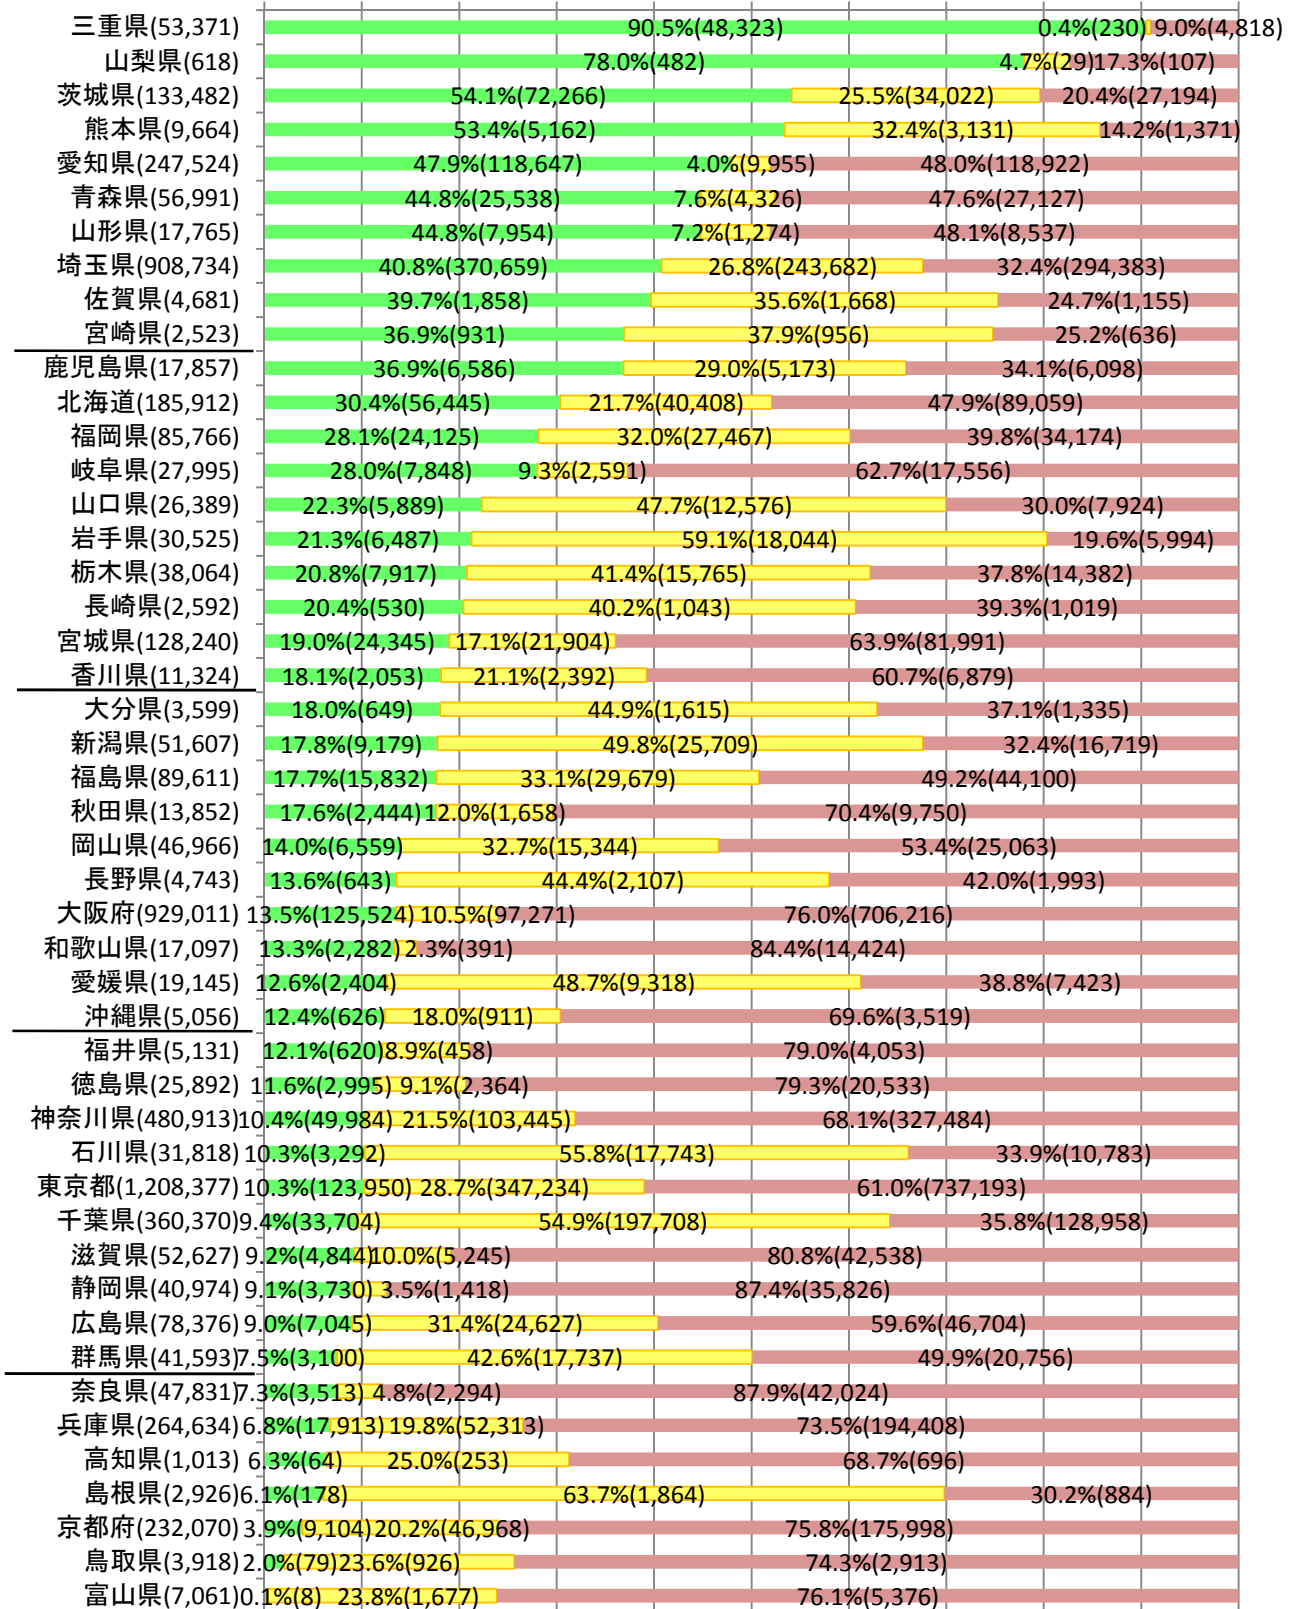 三重県(53,371) 90.5%(48,323) 0.4%(230) 9.0%(4,818)
山梨県(618) 78.0%(482) 4.7%(29) 17.3%(107)
茨城県(133,482) 54.1%(72,266) 25.5%(34,022) 20.4%(27,194)
熊本県(9,664) 53.4%(5,162) 32.4%(3,131) 14.2%(1,371)
愛知県(247,524) 47.9%(118,647) 4.0%(9,955) 48.0%(118,922)
青森県(56,991) 44.8%(25,538) 7.6%(4,326) 47.6%(27,127)
山形県(17,765) 44.8%(7,954) 7.2%(1,274) 48.1%(8,537)
埼玉県(908,734) 40.8%(370,659) 26.8%(243,682) 32.4%(294,383)
佐賀県(4,681) 39.7%(1,858) 35.6%(1,668) 24.7%(1,155)
宮崎県(2,523) 36.9%(931) 37.9%(956) 25.2%(636)
鹿児島県(17,857) 36.9%(6,586) 29.0%(5,173) 34.1%(6,098)
北海道(185,912) 30.4%(56,445) 21.7%(40,408) 47.9%(89,059)
福岡県(85,766) 28.1%(24,125) 32.0%(27,467) 39.8%(34,174)
岐阜県(27,995) 28.0%(7,848) 9.3%(2,591) 62.7%(17,556)
山口県(26,389) 22.3%(5,889) 47.7%(12,576) 30.0%(7,924)
岩手県(30,525) 21.3%(6,487) 59.1%(18,044) 19.6%(5,994)
栃木県(38,064) 20.8%(7,917) 41.4%(15,765) 37.8%(14,382)
長崎県(2,592) 20.4%(530) 40.2%(1,043) 39.3%(1,019)
宮城県(128,240) 19.0%(24,345) 17.1%(21,904) 63.9%(81,991)
香川県(11,324) 18.1%(2,053) 21.1%(2,392) 60.7%(6,879)
大分県(3,599) 18.0%(649) 44.9%(1,615) 37.1%(1,335)
新潟県(51,607) 17.8%(9,179) 49.8%(25,709) 32.4%(16,719)
福島県(89,611) 17.7%(15,832) 33.1%(29,679) 49.2%(44,100)
秋田県(13,852) 17.6%(2,444) 12.0%(1,658) 70.4%(9,750)
岡山県(46,966) 14.0%(6,559) 32.7%(15,344) 53.4%(25,063)
長野県(4,743) 13.6%(643) 44.4%(2,107) 42.0%(1,993)
大阪府(929,011) 13.5%(125,524) 10.5%(97,271) 76.0%(706,216)
和歌山県(17,097) 13.3%(2,282) 2.3%(391) 84.4%(14,424)
愛媛県(19,145) 12.6%(2,404) 48.7%(9,318) 38.8%(7,423)
沖縄県(5,056) 12.4%(626) 18.0%(911) 69.6%(3,519)
福井県(5,131) 12.1%(620) 8.9%(458) 79.0%(4,053)
徳島県(25,892) 11.6%(2,995) 9.1%(2,364) 79.3%(20,533)
神奈川県(480,913) 10.4%(49,984) 21.5%(103,445) 68.1%(327,484)
石川県(31,818) 10.3%(3,292) 55.8%(17,743) 33.9%(10,783)
東京都(1,208,377) 10.3%(123,950) 28.7%(347,234) 61.0%(737,193)
千葉県(360,370) 9.4%(33,704) 54.9%(197,708) 35.8%(128,958)
滋賀県(52,627) 9.2%(4,844) 10.0%(5,245) 80.8%(42,538)
静岡県(40,974) 9.1%(3,730) 3.5%(1,418) 87.4%(35,826)
広島県(78,376) 9.0%(7,045) 31.4%(24,627) 59.6%(46,704)
群馬県(41,593) 7.5%(3,100) 42.6%(17,737) 49.9%(20,756)
奈良県(47,831) 7.3%(3,513) 4.8%(2,294) 87.9%(42,024)
兵庫県(264,634) 6.8%(17,913) 19.8%(52,313) 73.5%(194,408)
高知県(1,013) 6.3%(64) 25.0%(253) 68.7%(696)
島根県(2,926) 6.1%(178) 63.7%(1,864) 30.2%(884)
京都府(232,070) 3.9%(9,104) 20.2%(46,968) 75.8%(175,998)
鳥取県(3,918) 2.0%(79) 23.6%(926) 74.3%(2,913)
富山県(7,061) 0.1%(8) 23.8%(1,677) 76.1%(5,376)